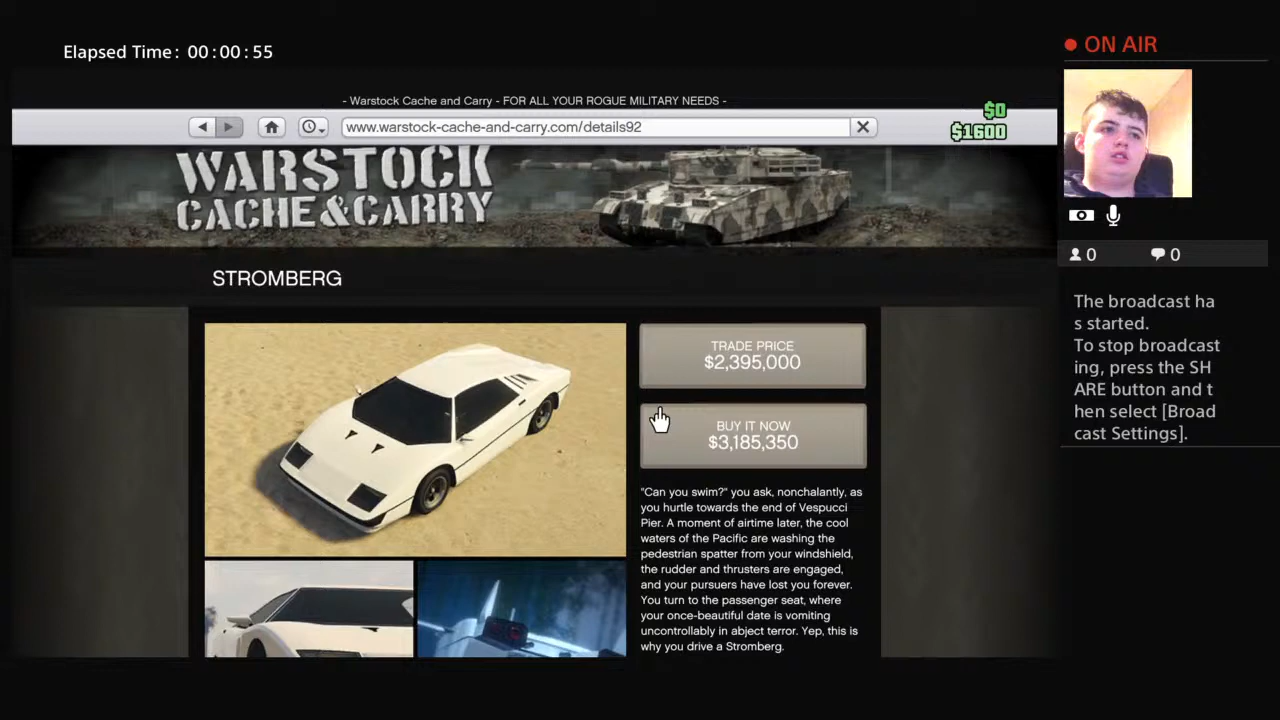 Elapsed Time: 00:00:55
ON AIR
- Warstock Cache and Carry - FOR ALL YOUR ROGUE MILITARY NEEDS -
$0
www.warstock-cache-and-carry.com/details92
$1600
WARSTOCK
CACHE&CARRY
0
0
STROMBERG
TRADE PRICE
$2,395,000
BUY IT NOW
$3,185,350
"Can you swim?" you ask, nonchalantly, as
you hurtle towards the end of Vespucci
Pier. A moment of airtime later, the cool
waters of the Pacific are washing the
pedestrian spatter from your windshield,
the rudder and thrusters are engaged,
and your pursuers have lost you forever.
You turn to the passenger seat, where
your once-beautiful date is vomiting
uncontrollably in abject terror. Yep, this is
why you drive a Stromberg.
The broadcast ha
s started.
To stop broadcast
ing, press the SH
ARE button and t
hen select [Broad
cast Settings].